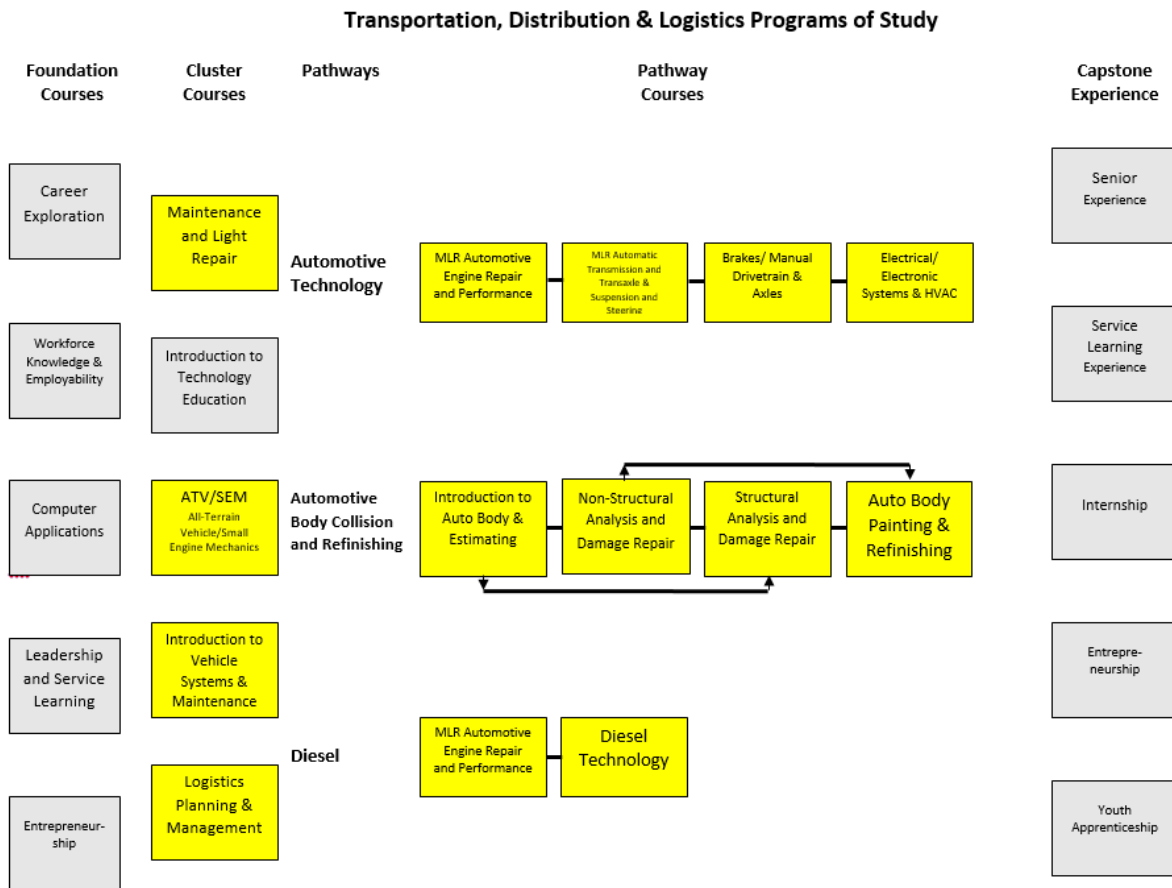 Transportation, Distribution & Logistics Programs of Study
Foundation
Courses
Cluster
Courses
Pathways
Pathway
Courses
Capstone
Experience
Career
Exploration
Workforce
Knowledge &
Employability
Computer
Applications
Leadership
and Service
Learning
Entrepreneur-
ship
Maintenance
and Light
Repair
Introduction to
Technology
Education
ATV/SEM
All-Terrain
Vehicle/Small
Engine Mechanics
Introduction to
Vehicle
Systems &
Maintenance
Logistics
Planning &
Management
Automotive
Technology
MLR Automotive
Engine Repair
and Performance
MLR Automatic
Transmission and
Transaxle &
Suspension and
Steerine
Brakes/ Manual
Drivetrain &
Axles
Electrical/
Electronic
Systems & HVAC
Automotive
Body Collision
and Refinishing
Introduction to
Auto Body &
Estimating
Non-Structural
Analysis and
Damage Repair
Structural
Analysis and
Damage Repair
Auto Body
Painting &
Refinishing
Diesel
MLR Automotive
Engine Repair
and Performance
Diesel
Technology
Senior
Experience
Service
Learning
Experience
Internship
Entrepre-
neurship
Youth
Apprenticeship